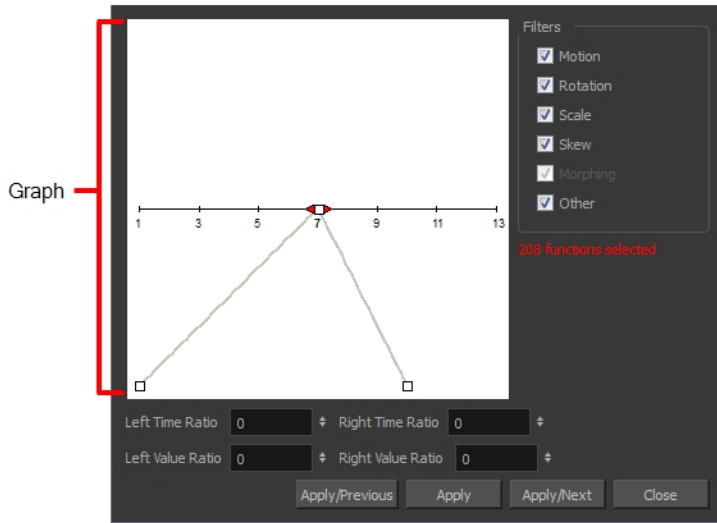 Graph
Filters
Motion
Rotation
Scale
Skew
Morphing
Other
208 functions selected
1 3 5 7 9 11 13
Left Time Ratio 0 Right Time Ratio 0
Left Value Ratio 0 Right Value Ratio 0
Apply/Previous Apply Apply/Next Close